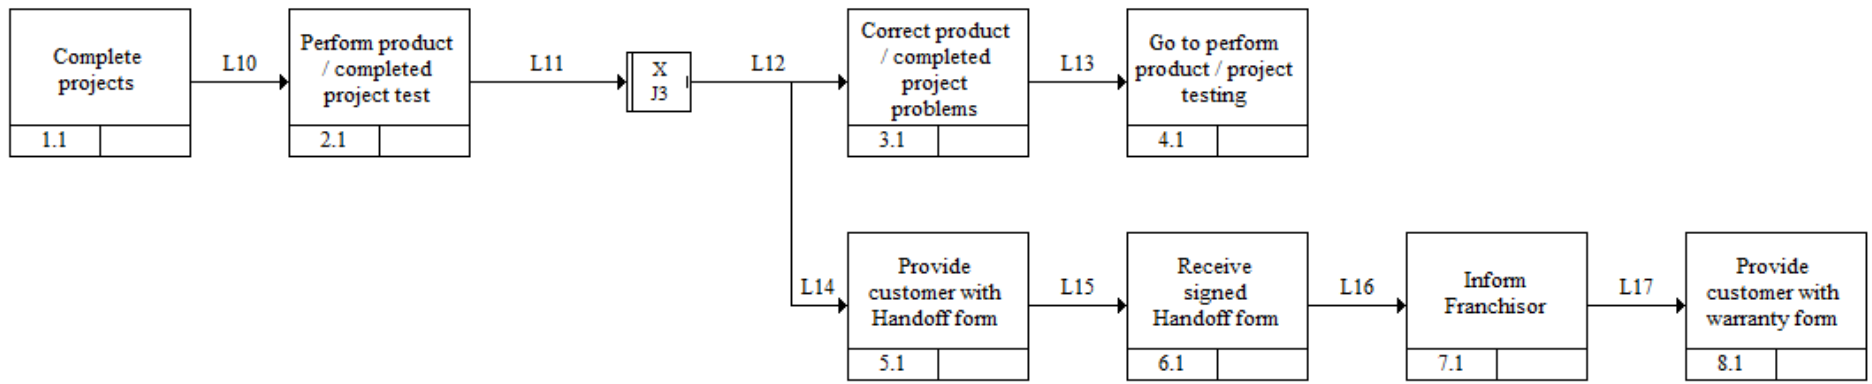 Complete
projects
1.1
L10
Perform product
/ completed
project test
2.1
L11
X
J3
L12
Correct product
/ completed
project
problems
3.1
L13
Go to perform
product / project
testing
4.1
L14
Provide
customer with
Handoff form
5.1
L15
Receive
signed
Handoff form
6.1
L16
Inform
Franchisor
7.1
L17
Provide
customer with
warranty form
8.1